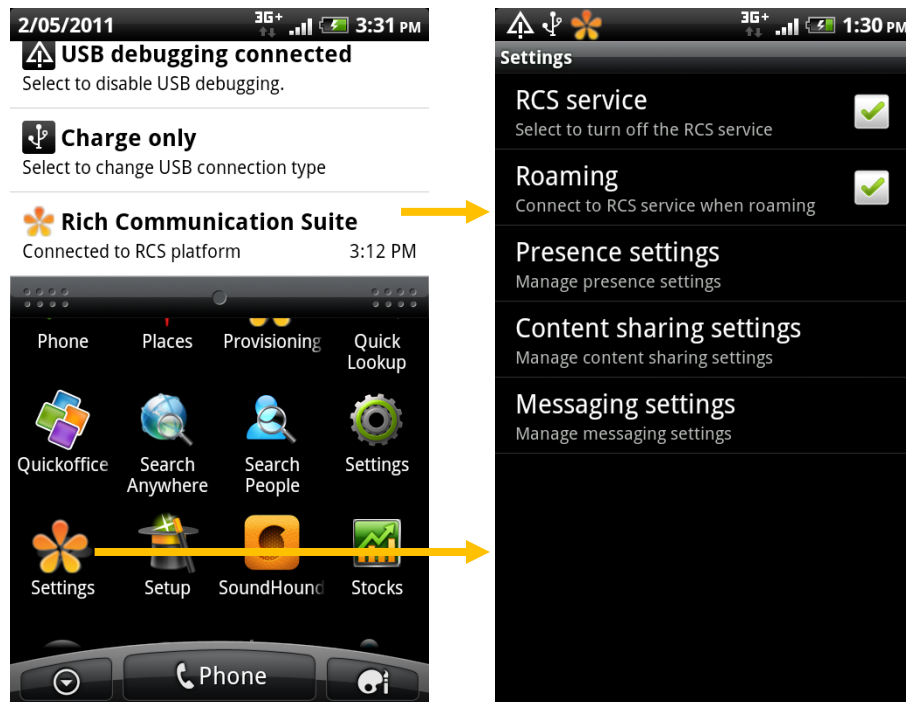 2/05/2011 3G+ 3:31 PM
USB debugging connected
Select to disable USB debugging.
Charge only
Select to change USB connection type
Rich Communication Suite
Connected to RCS platform 3:12 PM
Phone Places Provisioning Quick
Lookup
Quickoffice Search Search Settings
Anywhere People
Settings Setup SoundHound Stocks
Phone
3G+ 1:30 PM
Settings
RCS service
Select to turn off the RCS service
Roaming
Connect to RCS service when roaming
Presence settings
Manage presence settings
Content sharing settings
Manage content sharing settings
Messaging settings
Manage messaging settings